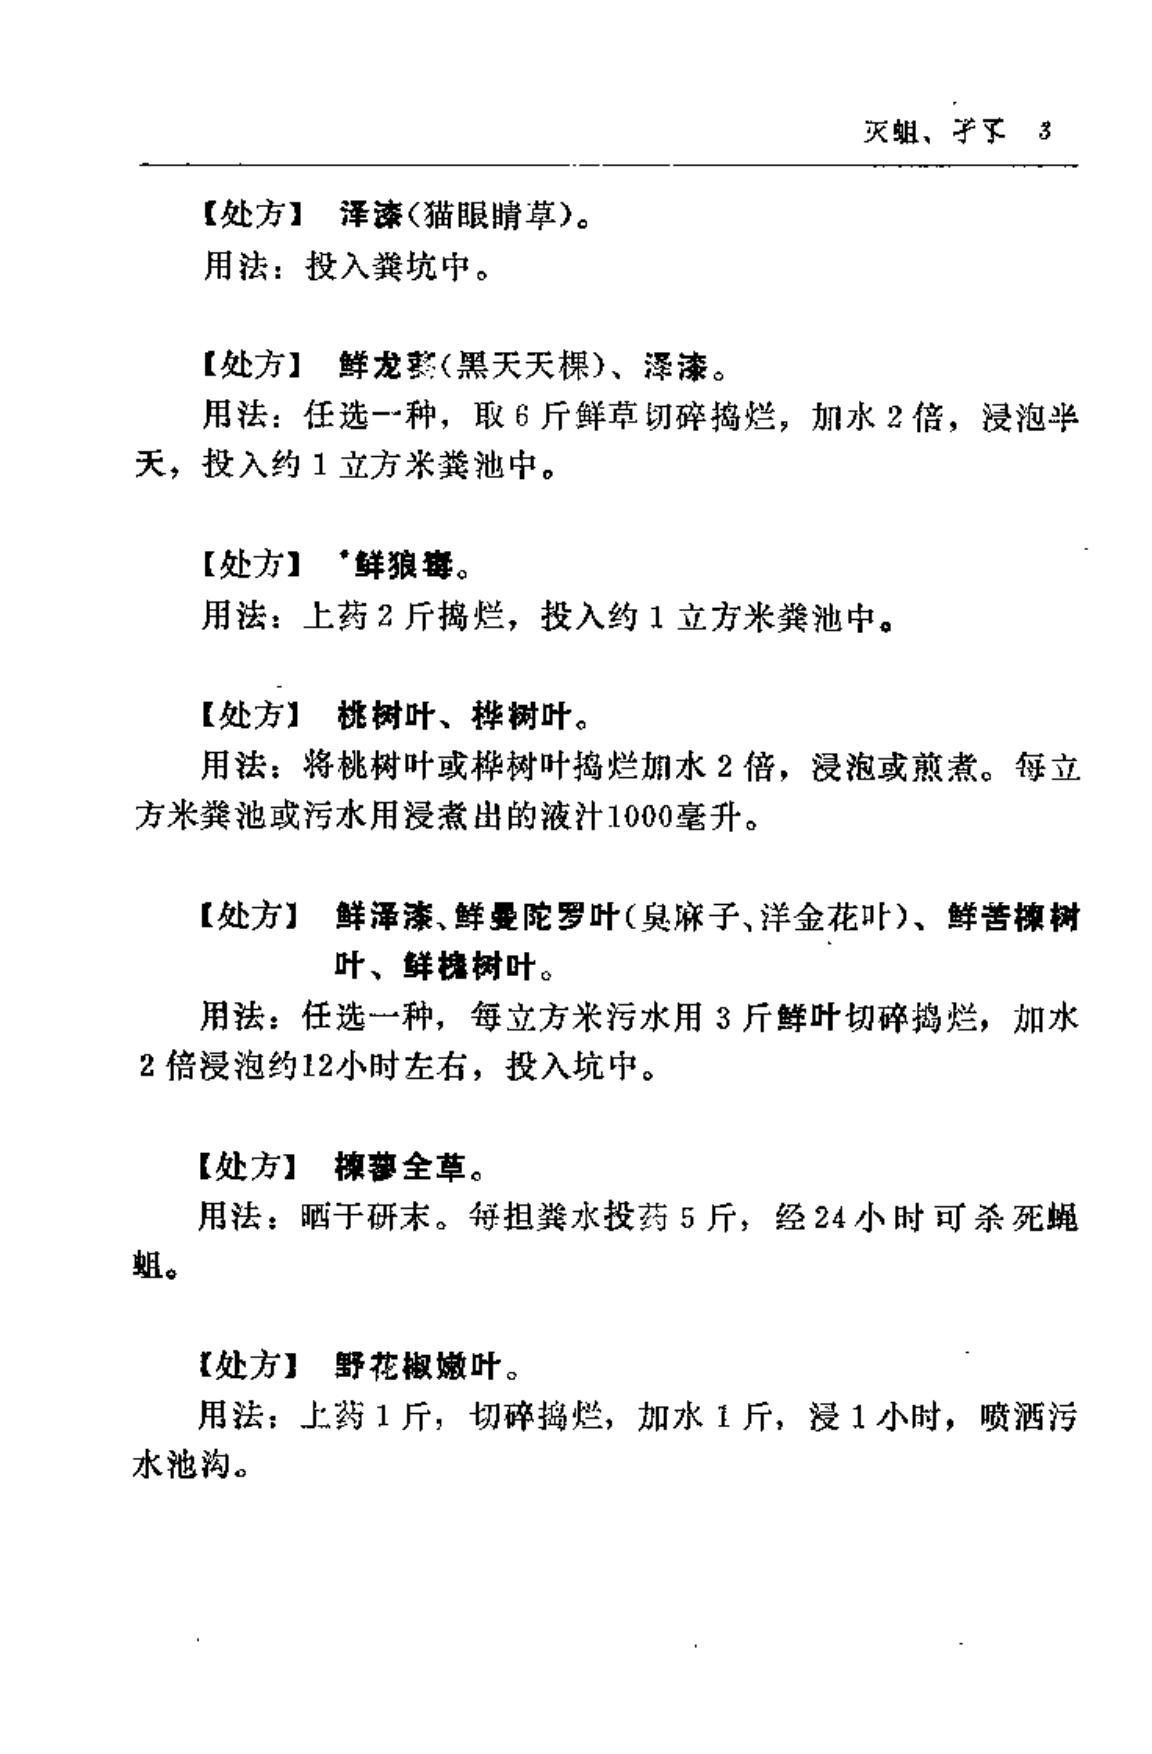 灭蛆、孑孓 3
【处方】 泽漆(猫眼睛草)。
用法：投入粪坑中。
【处方】 鲜龙葵(黑天天棵)、泽漆。
用法：任选一种，取6斤鲜草切碎捣烂，加水2倍，浸泡半
天，投入约1立方米粪池中。
【处方】 *鲜狼毒。
用法：上药2斤捣烂，投入约1立方米粪池中。
【处方】 桃树叶、桦树叶。
用法：将桃树叶或桦树叶捣烂加水2倍，浸泡或煎煮。每立
方米粪池或污水用浸煮出的液汁1000毫升。
【处方】 鲜泽漆、鲜曼陀罗叶(臭麻子、洋金花叶)、鲜苦楝树
叶、鲜槐树叶。
用法：任选一种，每立方米污水用3斤鲜叶切碎捣烂，加水
2倍浸泡约12小时左右，投入坑中。
【处方】 辣蓼全草。
用法：晒干研末。每担粪水投药5斤，经24小时可杀死蝇
蛆。
【处方】 野花椒嫩叶。
用法：上药1斤，切碎捣烂，加水1斤，浸1小时，喷洒污
水池沟。